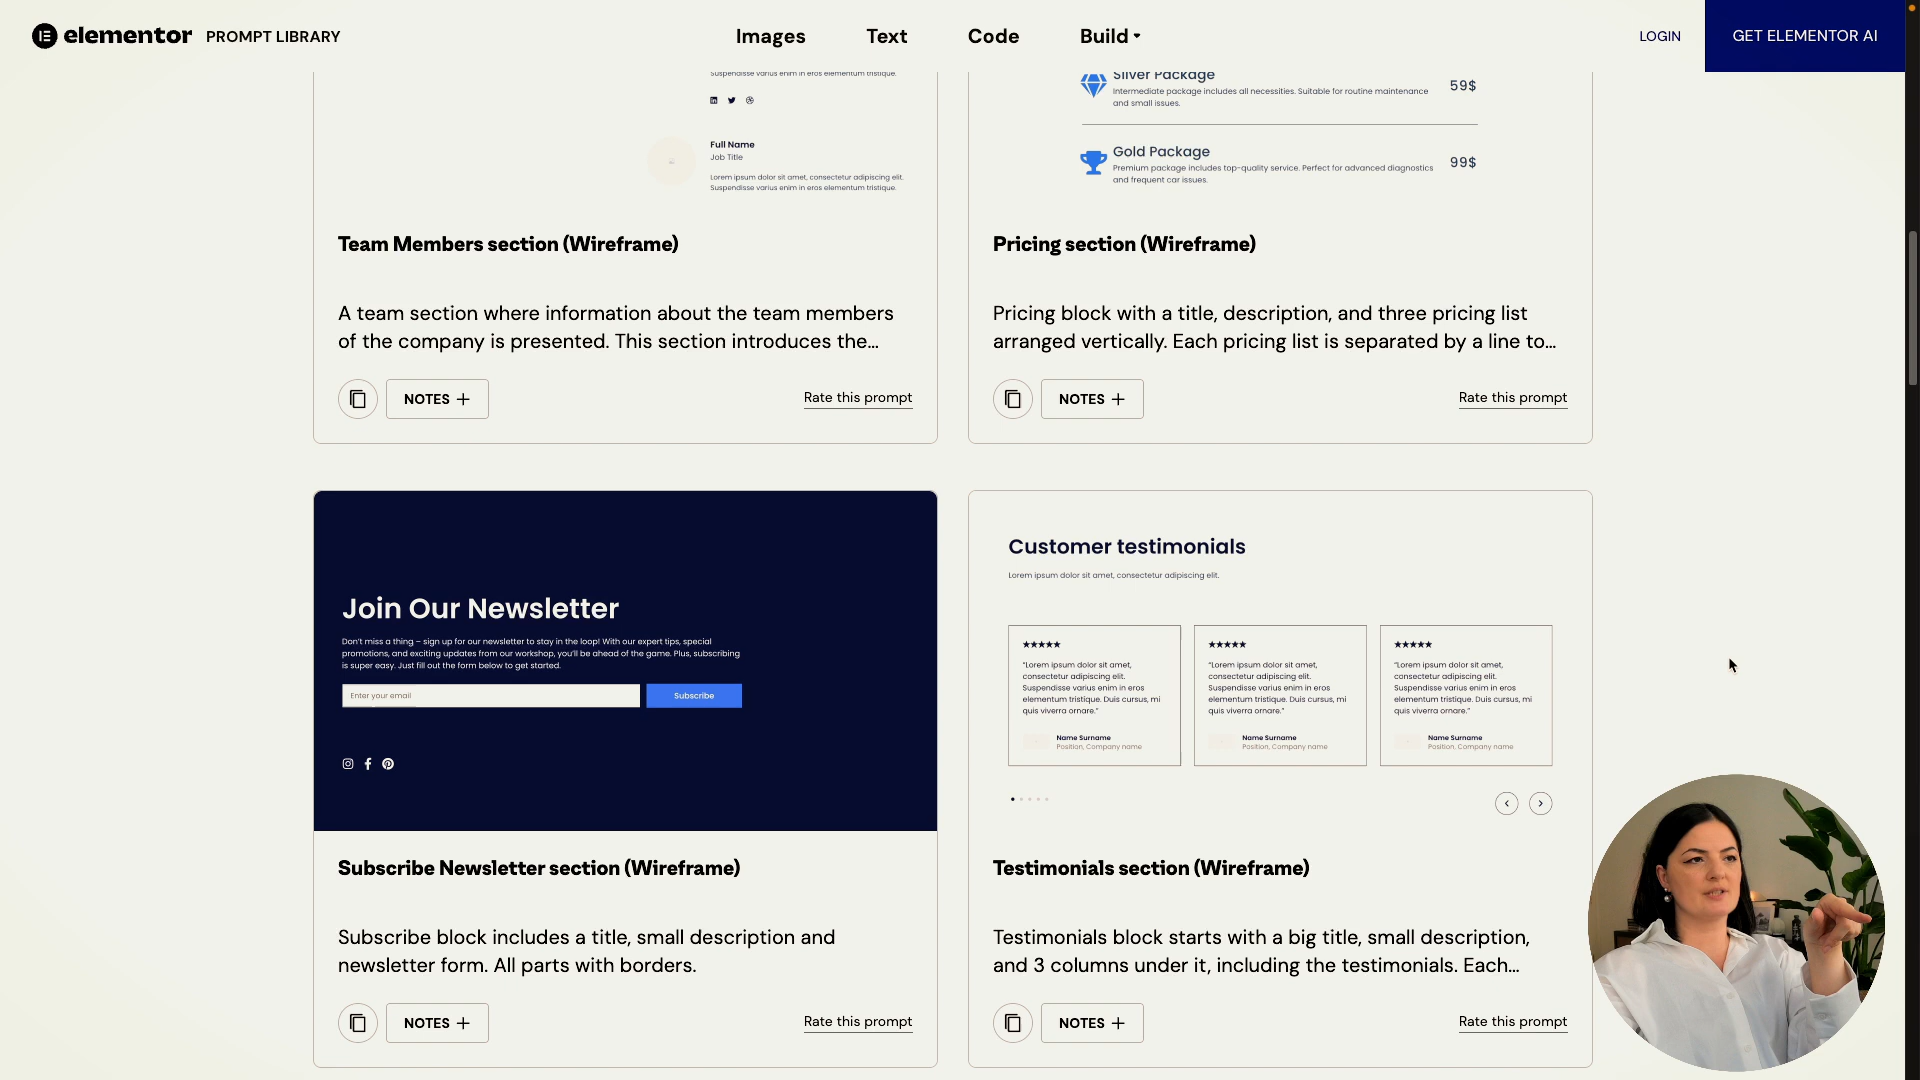 elementor PROMPT LIBRARY
Images
Text
Code
Build
LOGIN
GET ELEMENTOR AI
Suspendisse varius enim in eros elementum tristique.
Full Name
Job Title
Lorem ipsum dolor sit amet, consectetur adipiscing elit.
Suspendisse varius enim in eros elementum tristique.
Team Members section (Wireframe)
A team section where information about the team members
of the company is presented. This section introduces the...
NOTES
Rate this prompt
Silver Package
59$
Intermediate package includes all necessities. Suitable for routine maintenance
and small issues.
Gold Package
99$
Premium package includes top-quality service. Perfect for advanced diagnostics
and frequent car issues.
Pricing section (Wireframe)
Pricing block with a title, description, and three pricing list
arranged vertically. Each pricing list is separated by a line to...
NOTES
Rate this prompt
Join Our Newsletter
Don't miss a thing – sign up for our newsletter to stay in the loop! With our expert tips, special
promotions, and exciting updates from our workshop, you'll be ahead of the game. Plus, subscribing
is super easy. Just fill out the form below to get started.
Enter your email
Subscribe
Subscribe Newsletter section (Wireframe)
Subscribe block includes a title, small description and
newsletter form. All parts with borders.
NOTES
Rate this prompt
Customer testimonials
Lorem ipsum dolor sit amet, consectetur adipiscing elit.
"Lorem ipsum dolor sit amet,
consectetur adipiscing elit.
Suspendisse varius enim in eros
elementum tristique. Duis cursus, mi
quis viverra ornare."
Name Surname
Position, Company name
"Lorem ipsum dolor sit amet,
consectetur adipiscing elit.
Suspendisse varius enim in eros
elementum tristique. Duis cursus, mi
quis viverra ornare."
Name Surname
Position, Company name
"Lorem ipsum dolor sit amet,
consectetur adipiscing elit.
Suspendisse varius enim in eros
elementum tristique. Duis cursus, mi
quis viverra ornare."
Name Surname
Position, Company name
Testimonials section (Wireframe)
Testimonials block starts with a big title, small description,
and 3 columns under it, including the testimonials. Each...
NOTES
Rate this prompt